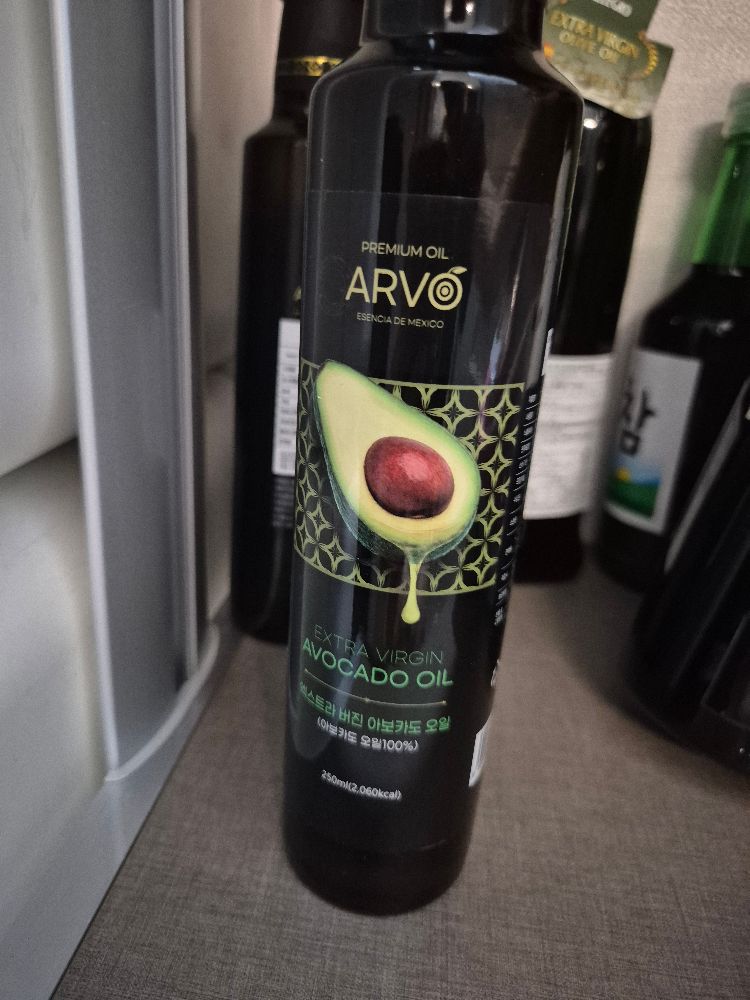 EXTRA VIRGIN
OLIVE OIL
PREMIUM OIL
ARVO
ESENCIA DE MEXICO
EXTRA VIRGIN
AVOCADO OIL
엑스트라 버진 아보카도 오일
(아보카도 오일100%)
250ml(2,060kcal)
참